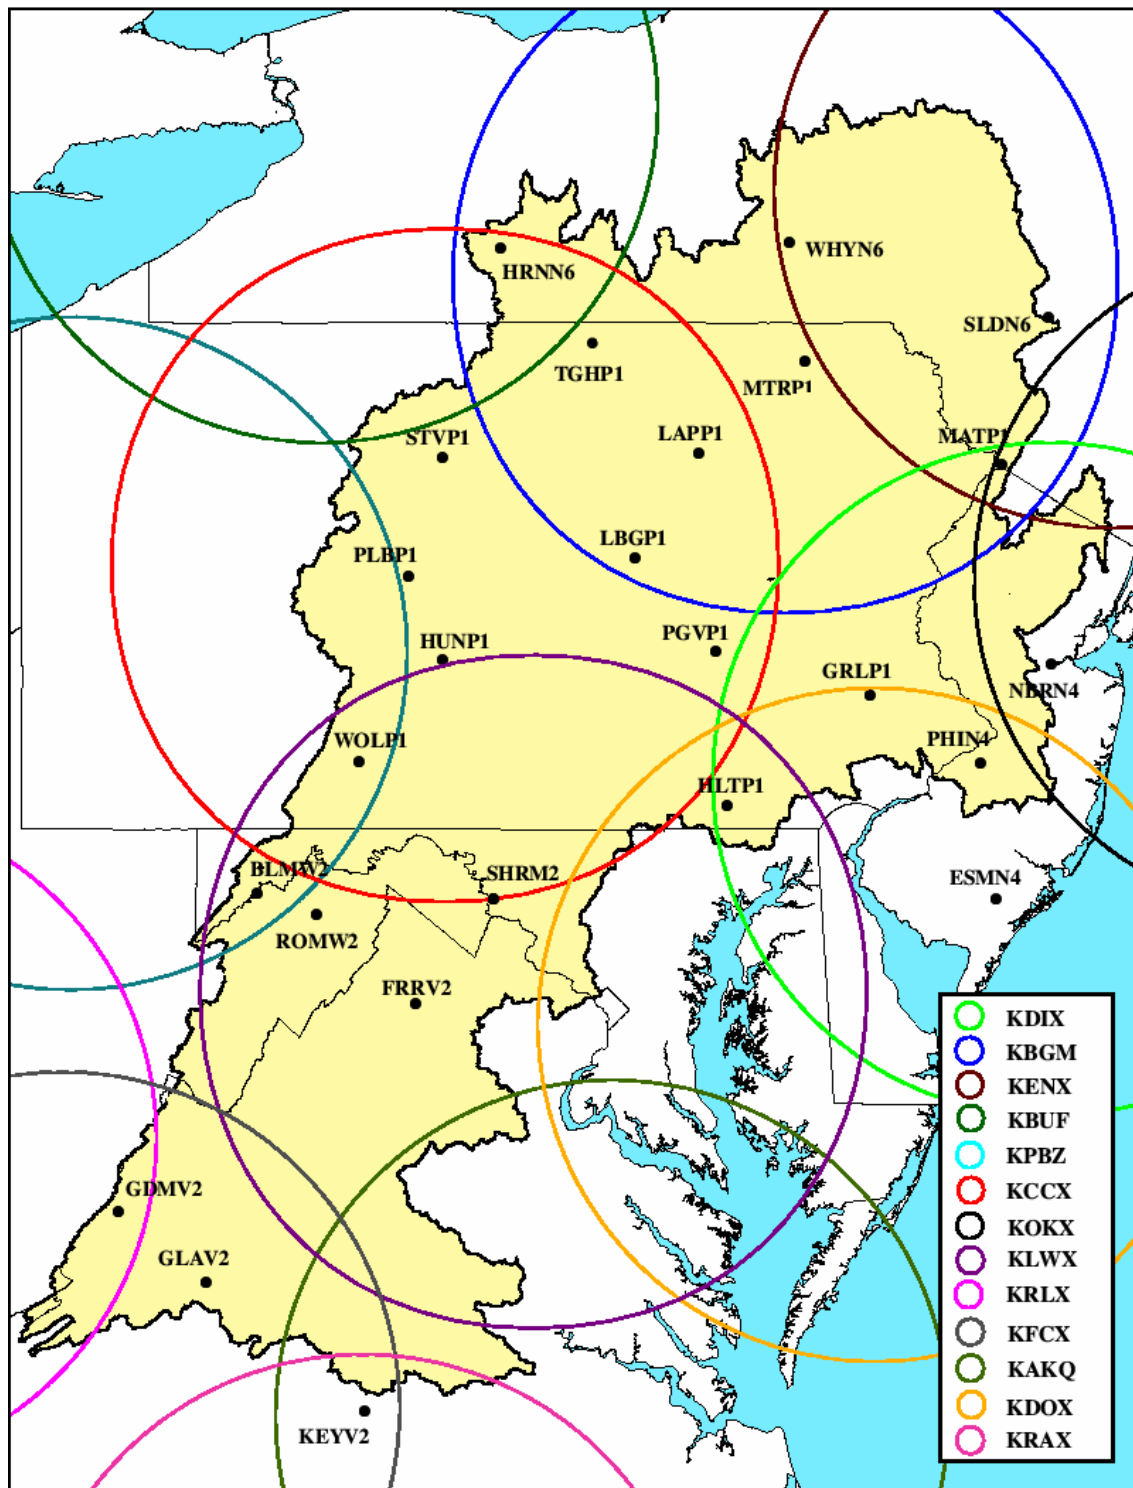 WHYN6
HRNN6
SLDN6
TGHP1
MTRP1
STVP1
LAPP1
MATP1
LBGP1
PLBP1
HUNP1
PGVP1
GRLP1
NBRN4
WOLP1
PHIN4
HLTP1
BLMW2
SHRM2
ESMN4
ROMW2
FRRV2
GDMV2
GLAV2
KEYV2
KDIX
KBGM
KENX
KBUF
KPBZ
KCCX
KOKX
KLWX
KRLX
KFCX
KAKQ
KDOX
KRAX